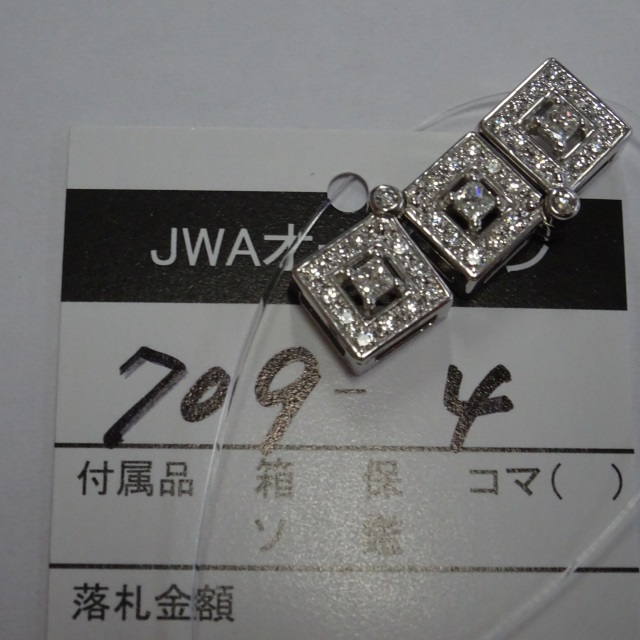 JWAオ ン
709-4
付属品 箱 保 コマ( )
ソ 鑑
落札金額